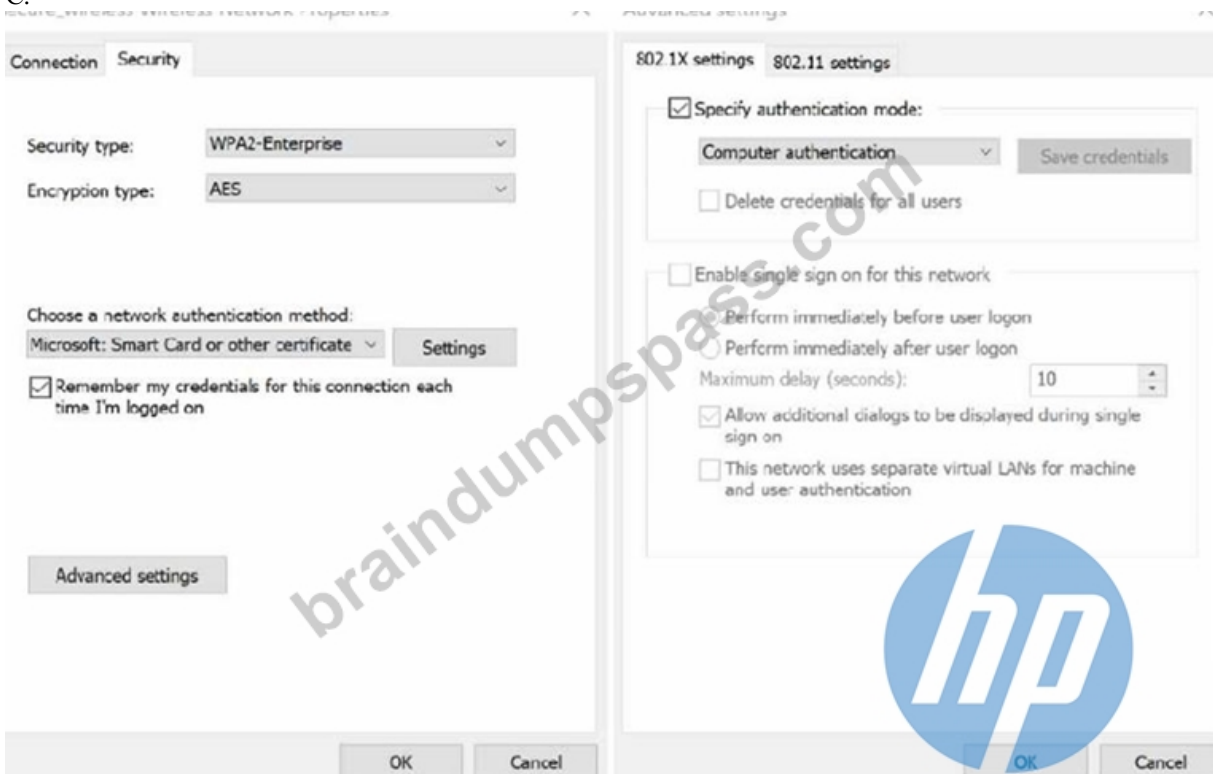 C.
Secure_Wireless Wireless Network Properties
Connection Security
Security type: WPA2-Enterprise
Encryption type: AES
Choose a network authentication method:
Microsoft: Smart Card or other certificate Settings
Remember my credentials for this connection each
time I'm logged on
Advanced settings
OK Cancel
Advanced settings
802.1X settings 802.11 settings
Specify authentication mode:
Computer authentication Save credentials
Delete credentials for all users
Enable single sign on for this network
Perform immediately before user logon
Perform immediately after user logon
Maximum delay (seconds): 10
Allow additional dialogs to be displayed during single
sign on
This network uses separate virtual LANs for machine
and user authentication
OK Cancel
braindumpspass.com
hp